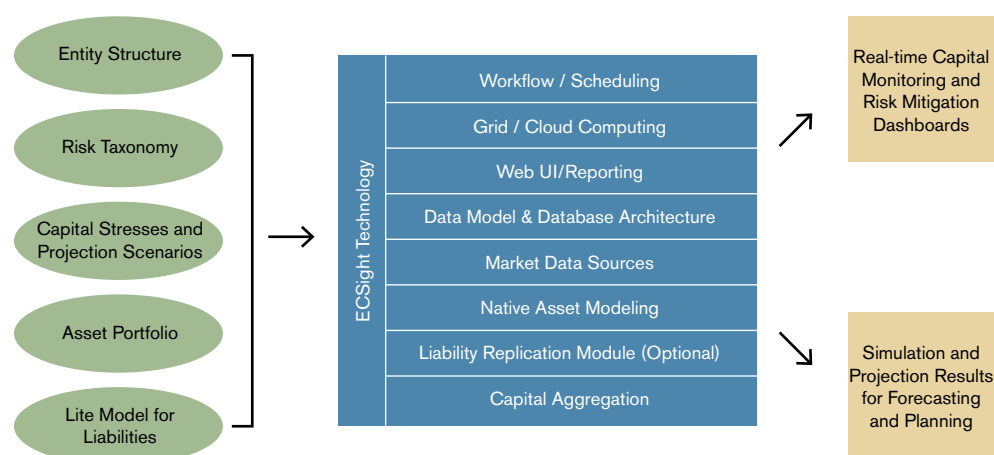 Entity Structure
Risk Taxonomy
Capital Stresses and
Projection Scenarios
Asset Portfolio
Lite Model for
Liabilities
ECSight Technology
Workflow / Scheduling
Grid / Cloud Computing
Web UI/Reporting
Data Model & Database Architecture
Market Data Sources
Native Asset Modeling
Liability Replication Module (Optional)
Capital Aggregation
Real-time Capital
Monitoring and
Risk Mitigation
Dashboards
Simulation and
Projection Results
for Forecasting
and Planning